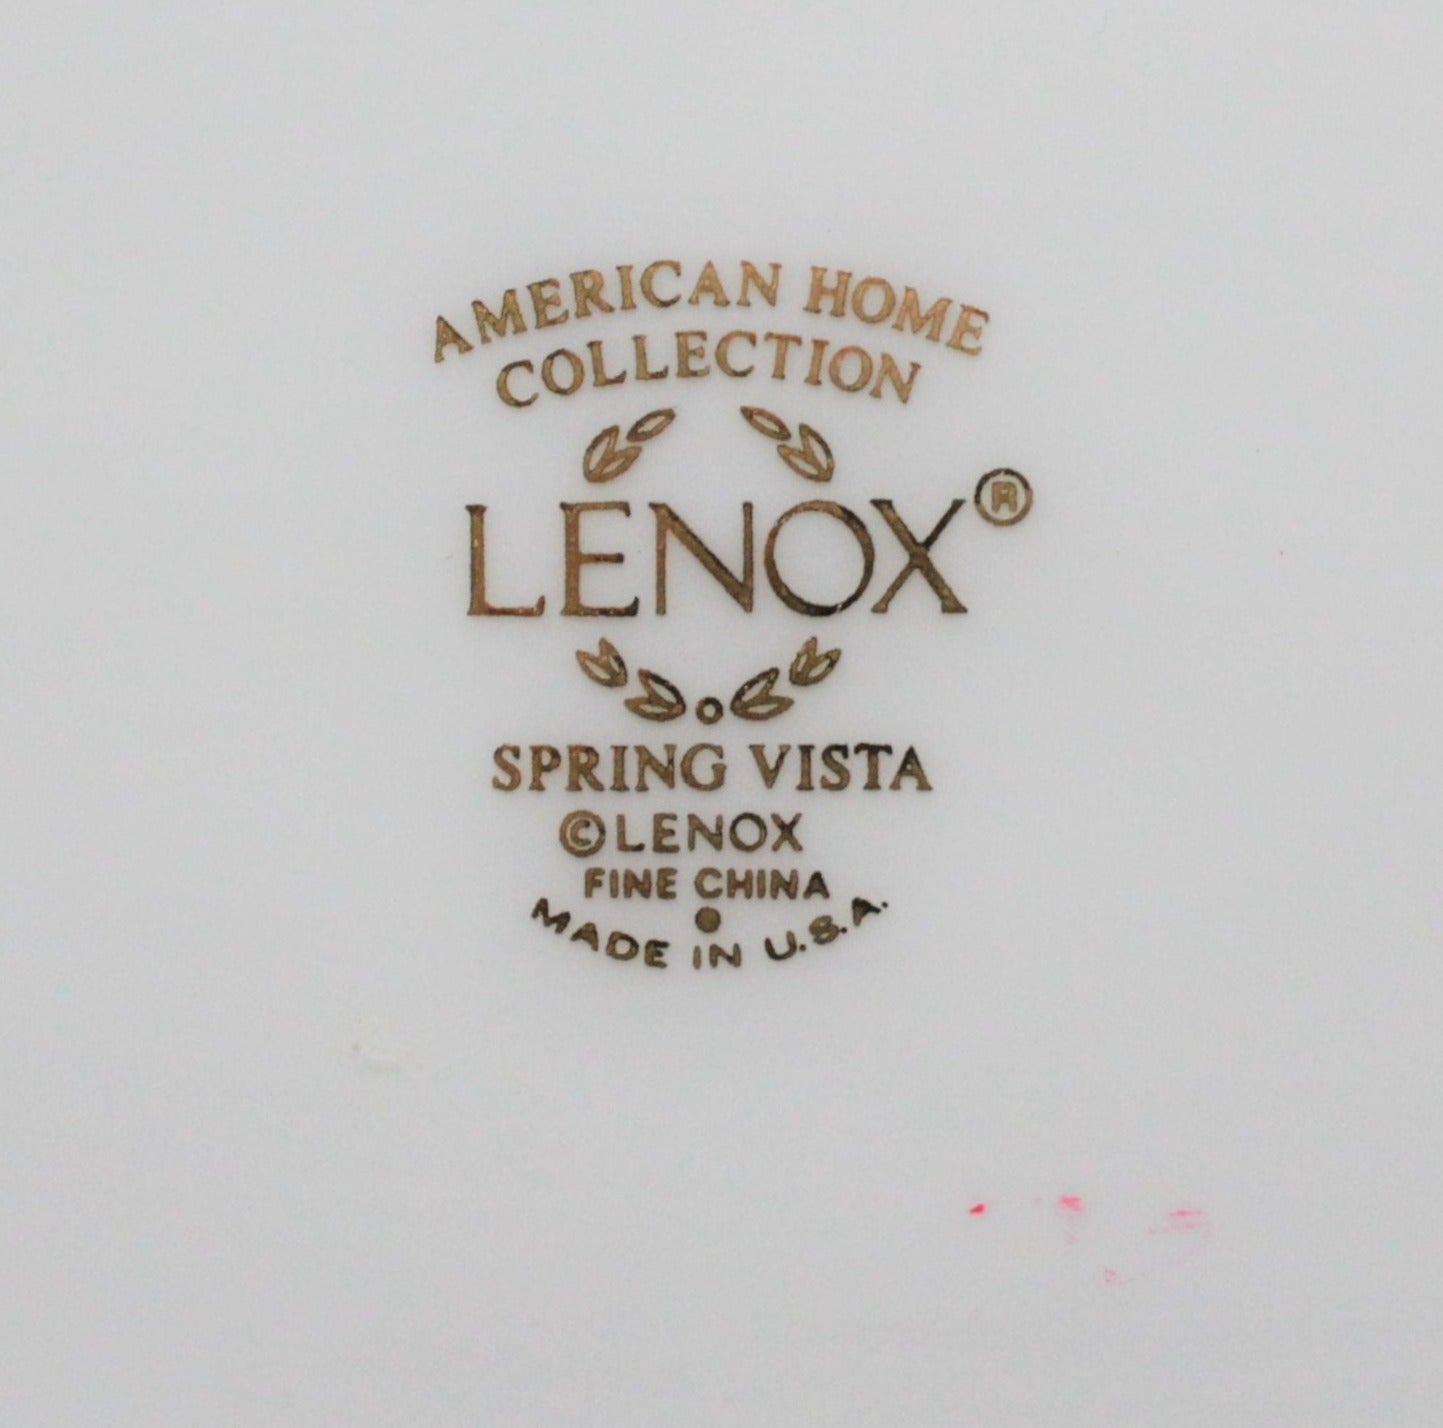 AMERICAN HOME
COLLECTION
LENOX®
SPRING VISTA
©LENOX
FINE CHINA
MADE IN U.S.A.